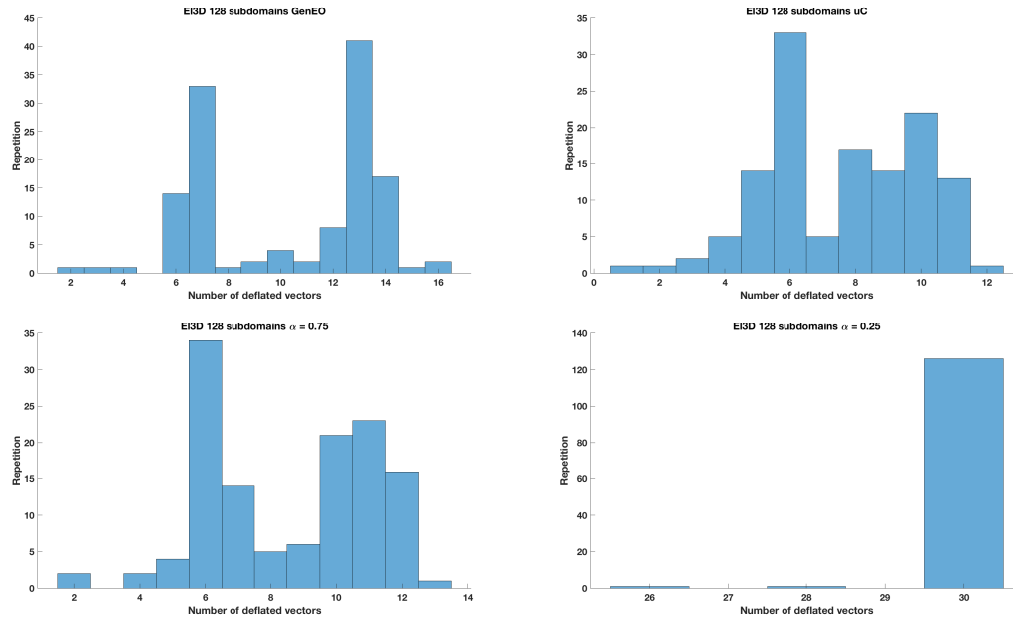 El3D 128 subdomains GenEO
45
40
35
30
25
20
15
10
5
0
Repetition
2 4 6 8 10 12 14 16
Number of deflated vectors
El3D 128 subdomains uC
35
30
25
20
15
10
5
0
Repetition
0 2 4 6 8 10 12
Number of deflated vectors
El3D 128 subdomains α = 0.75
35
30
25
20
15
10
5
0
Repetition
2 4 6 8 10 12 14
Number of deflated vectors
El3D 128 subdomains α = 0.25
140
120
100
80
60
40
20
0
Repetition
26 27 28 29 30
Number of deflated vectors